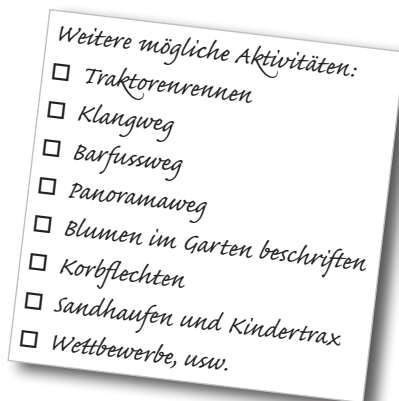 Weitere mögliche Aktivitäten:
Traktorenrennen
Klangweg
Barfussweg
Panoramaweg
Blumen im Garten beschriften
Korbflechten
Sandhaufen und Kindertrax
Wettbewerbe, usw.